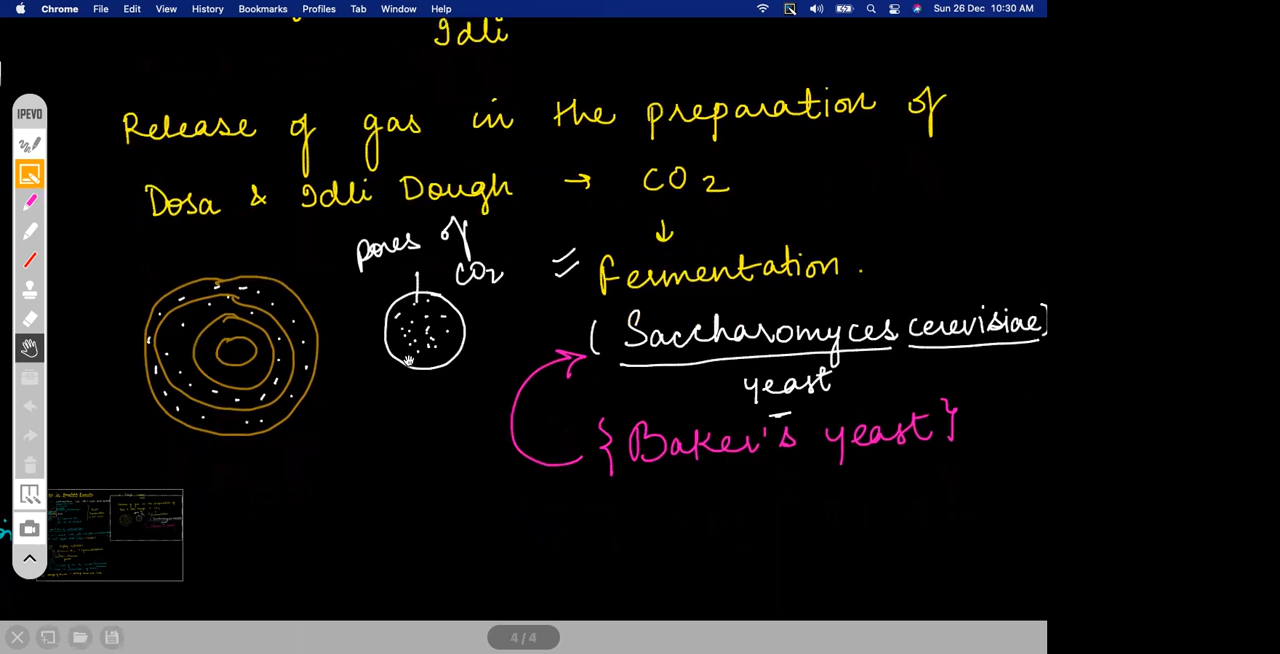 Chrome File Edit View History Bookmarks Profiles Tab Window Help Sun 26 Dec 10:30 AM
Idli
IPEVO
Release of gas in the preparation of
Dosa & Idli Dough → CO2
↓
pores of
CO2
= Fermentation.
(Saccharomyces cerevisiae)
yeast
{Baker's yeast}
4/4